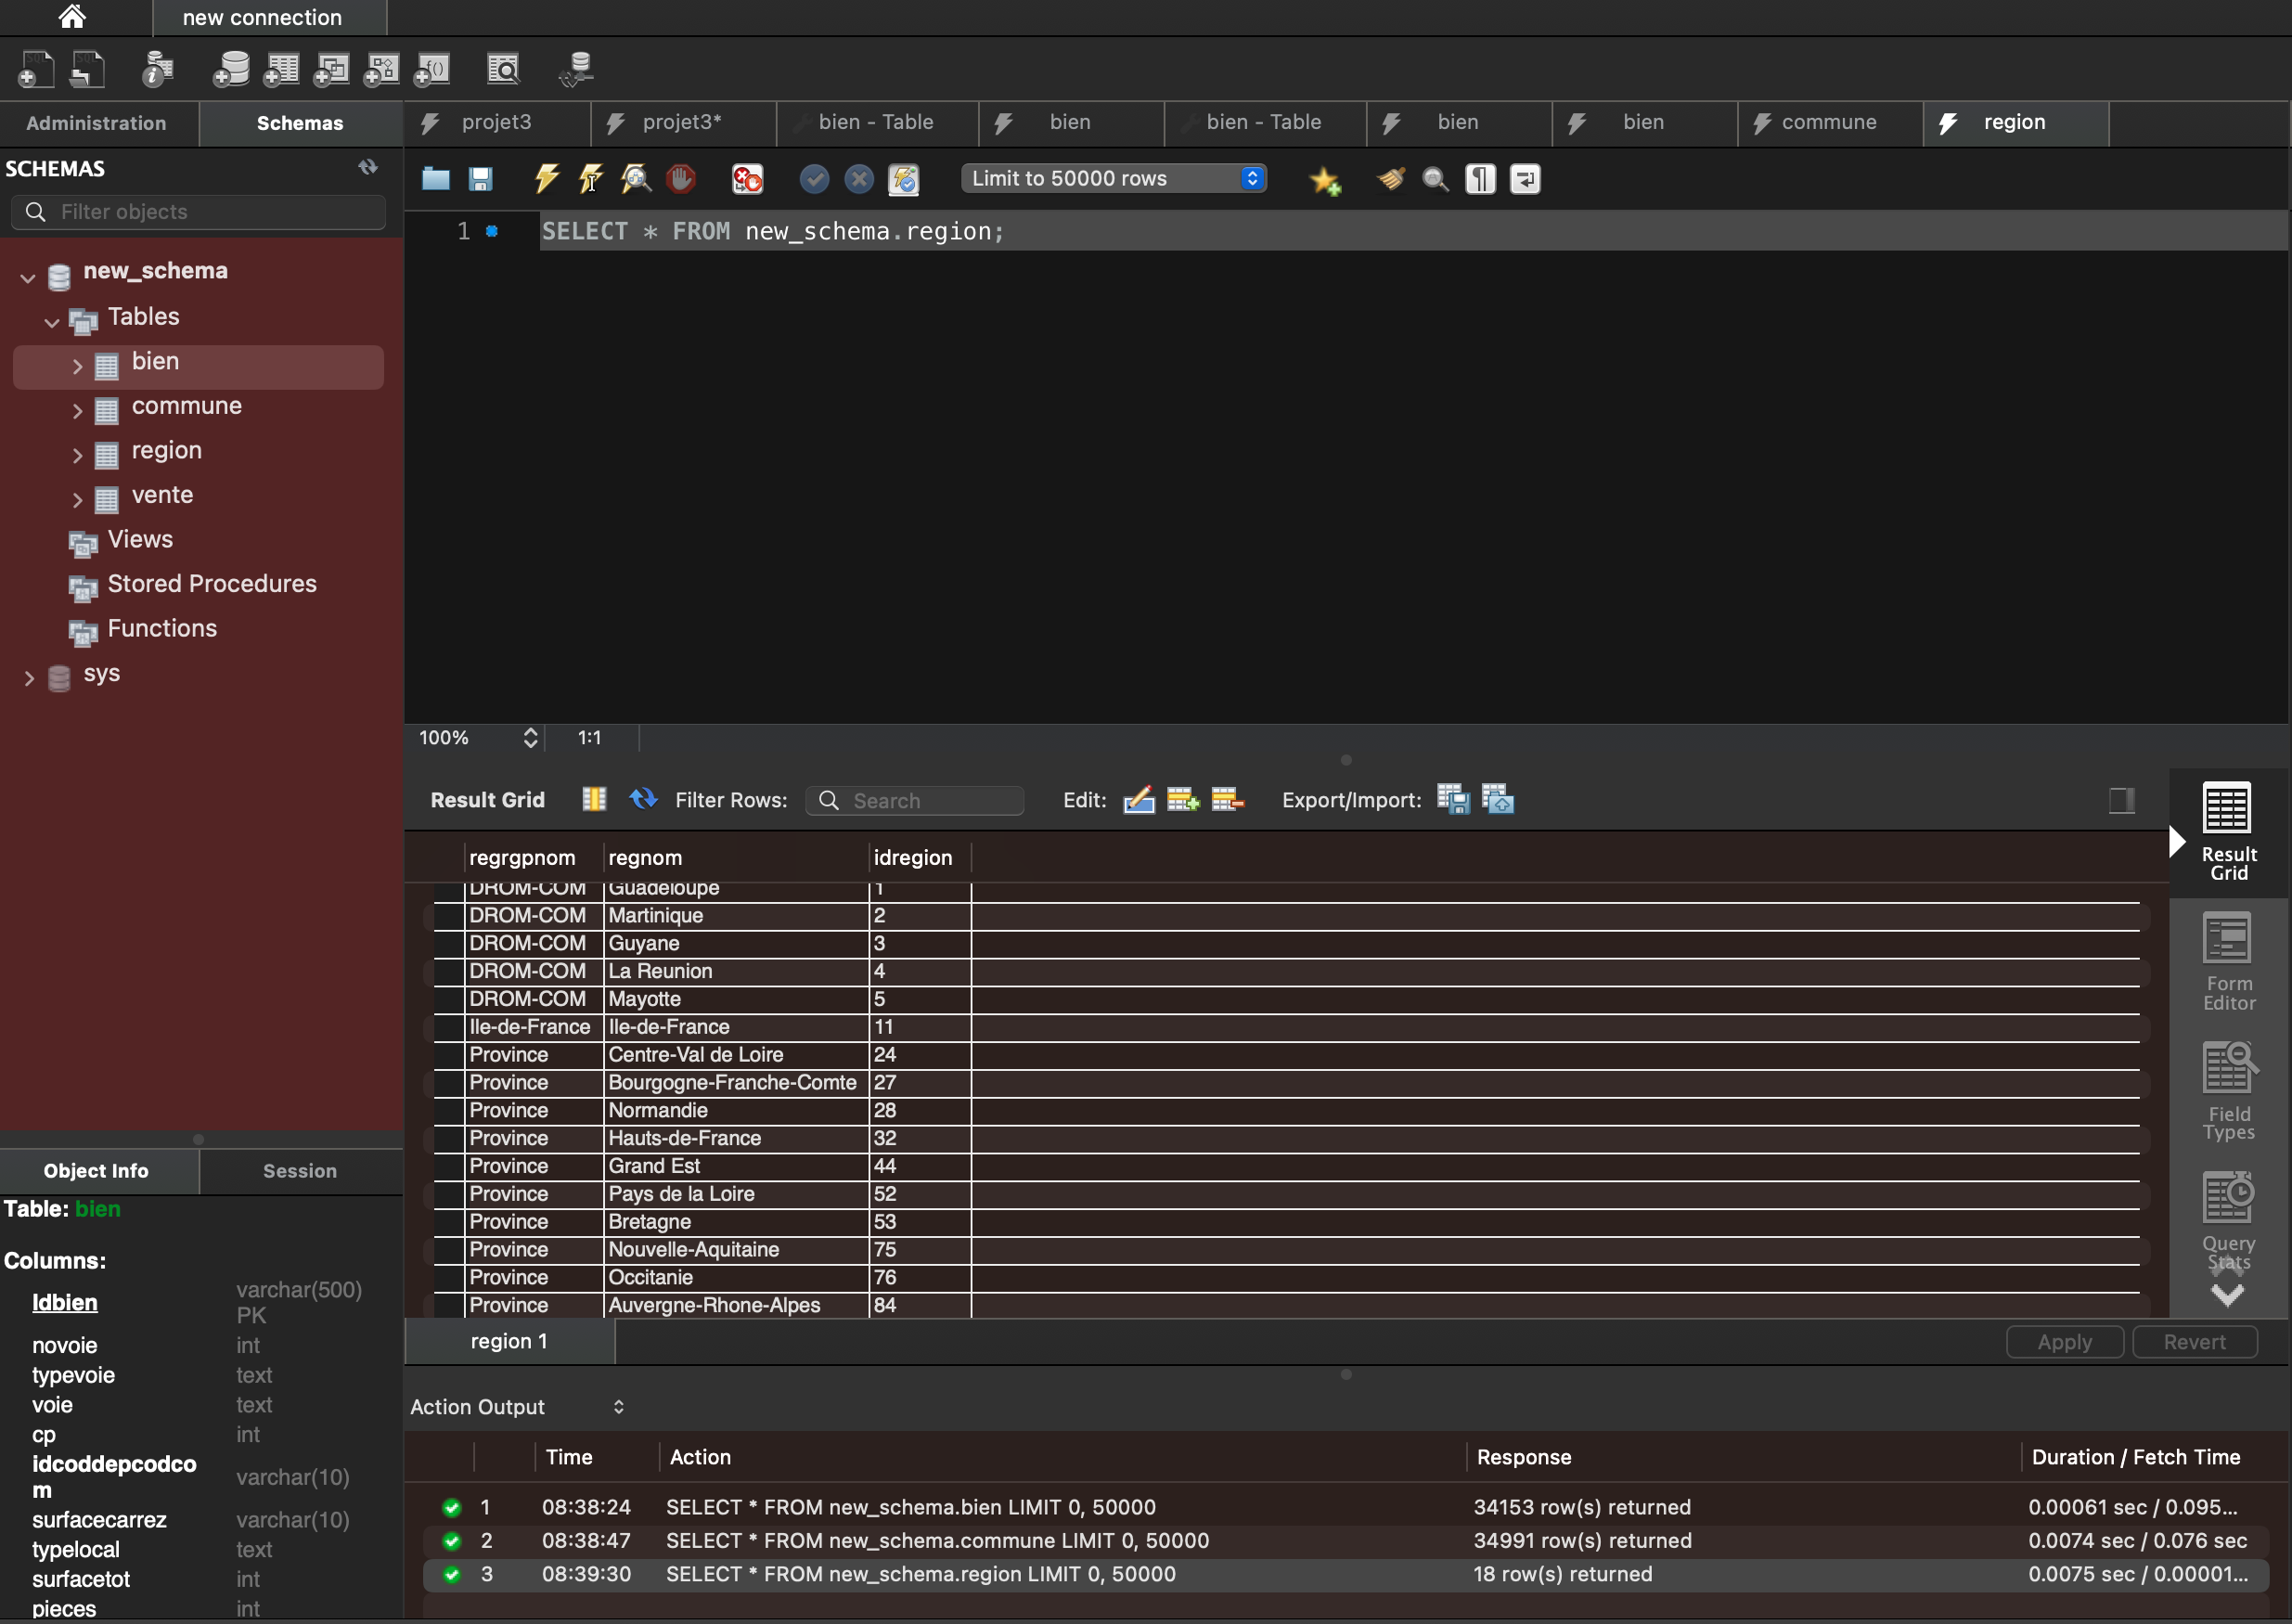 new connection
Administration
Schemas
projet3
projet3*
bien - Table
bien
bien - Table
bien
bien
commune
region
SCHEMAS
Filter objects
Limit to 50000 rows
1
SELECT * FROM new_schema.region;
new_schema
Tables
bien
commune
region
vente
Views
Stored Procedures
Functions
sys
100%
1:1
Result Grid
Filter Rows:
Search
Edit:
Export/Import:
regrgpnom regnom idregion
DROM-COM Guadeloupe 1
DROM-COM Martinique 2
DROM-COM Guyane 3
DROM-COM La Reunion 4
DROM-COM Mayotte 5
Ile-de-France Ile-de-France 11
Province Centre-Val de Loire 24
Province Bourgogne-Franche-Comte 27
Province Normandie 28
Province Hauts-de-France 32
Province Grand Est 44
Province Pays de la Loire 52
Province Bretagne 53
Province Nouvelle-Aquitaine 75
Province Occitanie 76
Province Auvergne-Rhone-Alpes 84
Result
Grid
Form
Editor
Field
Types
Query
Stats
region 1
Apply
Revert
Object Info
Session
Table: bien
Columns:
Idbien varchar(500)
PK
novoie int
typevoie text
voie text
cp int
idcoddepcodco
m varchar(10)
surfacecarrez varchar(10)
typelocal text
surfacetot int
pieces int
Action Output
Time Action Response Duration / Fetch Time
1 08:38:24 SELECT * FROM new_schema.bien LIMIT 0, 50000 34153 row(s) returned 0.00061 sec / 0.095...
2 08:38:47 SELECT * FROM new_schema.commune LIMIT 0, 50000 34991 row(s) returned 0.0074 sec / 0.076 sec
3 08:39:30 SELECT * FROM new_schema.region LIMIT 0, 50000 18 row(s) returned 0.0075 sec / 0.00001...